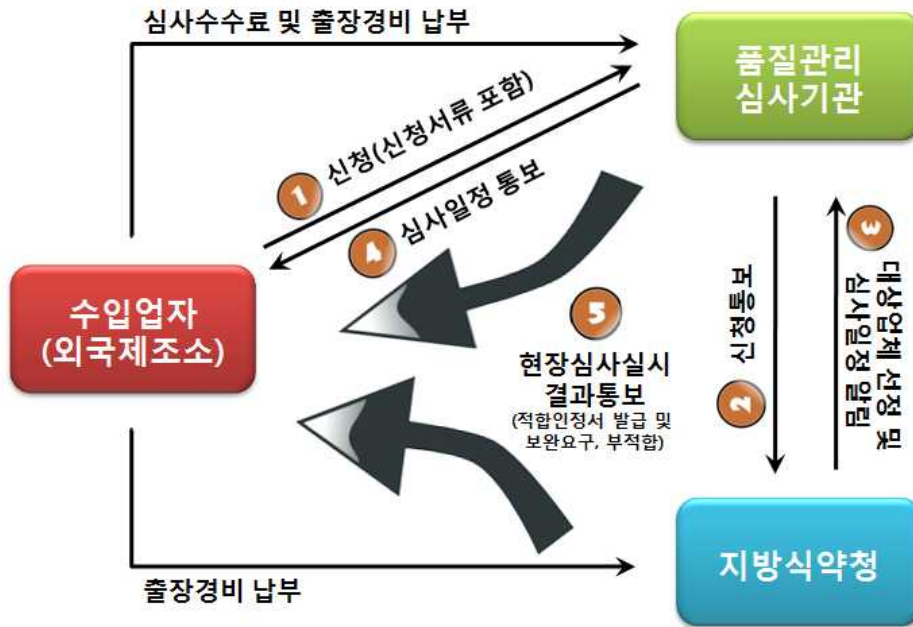 심사수수료 및 출장경비 납부
품질관리
심사기관
1 신청(신청서류 포함)
4 심사일정 통보
수입업자
(외국제조소)
5
현장심사실시
결과통보
(적합인정서 발급 및
보완요구, 부적합)
2 신청통보
3 대상업체 선정 및
심사일정 알림
지방식약청
출장경비 납부